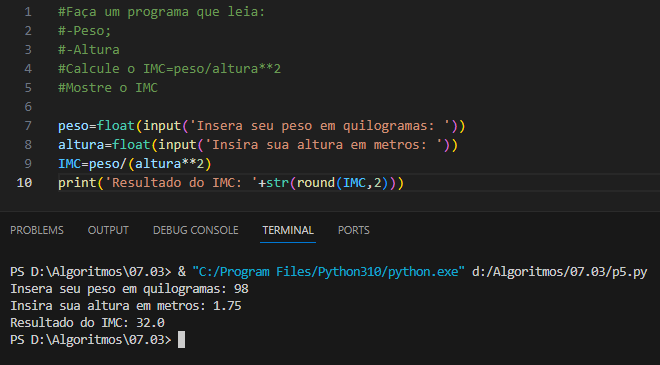 1 #Faça um programa que leia:
2 #-Peso;
3 #-Altura
4 #Calcule o IMC=peso/altura**2
5 #Mostre o IMC
6
7 peso=float(input('Insera seu peso em quilogramas: '))
8 altura=float(input('Insira sua altura em metros: '))
9 IMC=peso/(altura**2)
10 print('Resultado do IMC: '+str(round(IMC,2)))
PROBLEMS OUTPUT DEBUG CONSOLE TERMINAL PORTS
PS D:\Algoritmos\07.03> & "C:/Program Files/Python310/python.exe" d:/Algoritmos/07.03/p5.py
Insera seu peso em quilogramas: 98
Insira sua altura em metros: 1.75
Resultado do IMC: 32.0
PS D:\Algoritmos\07.03>